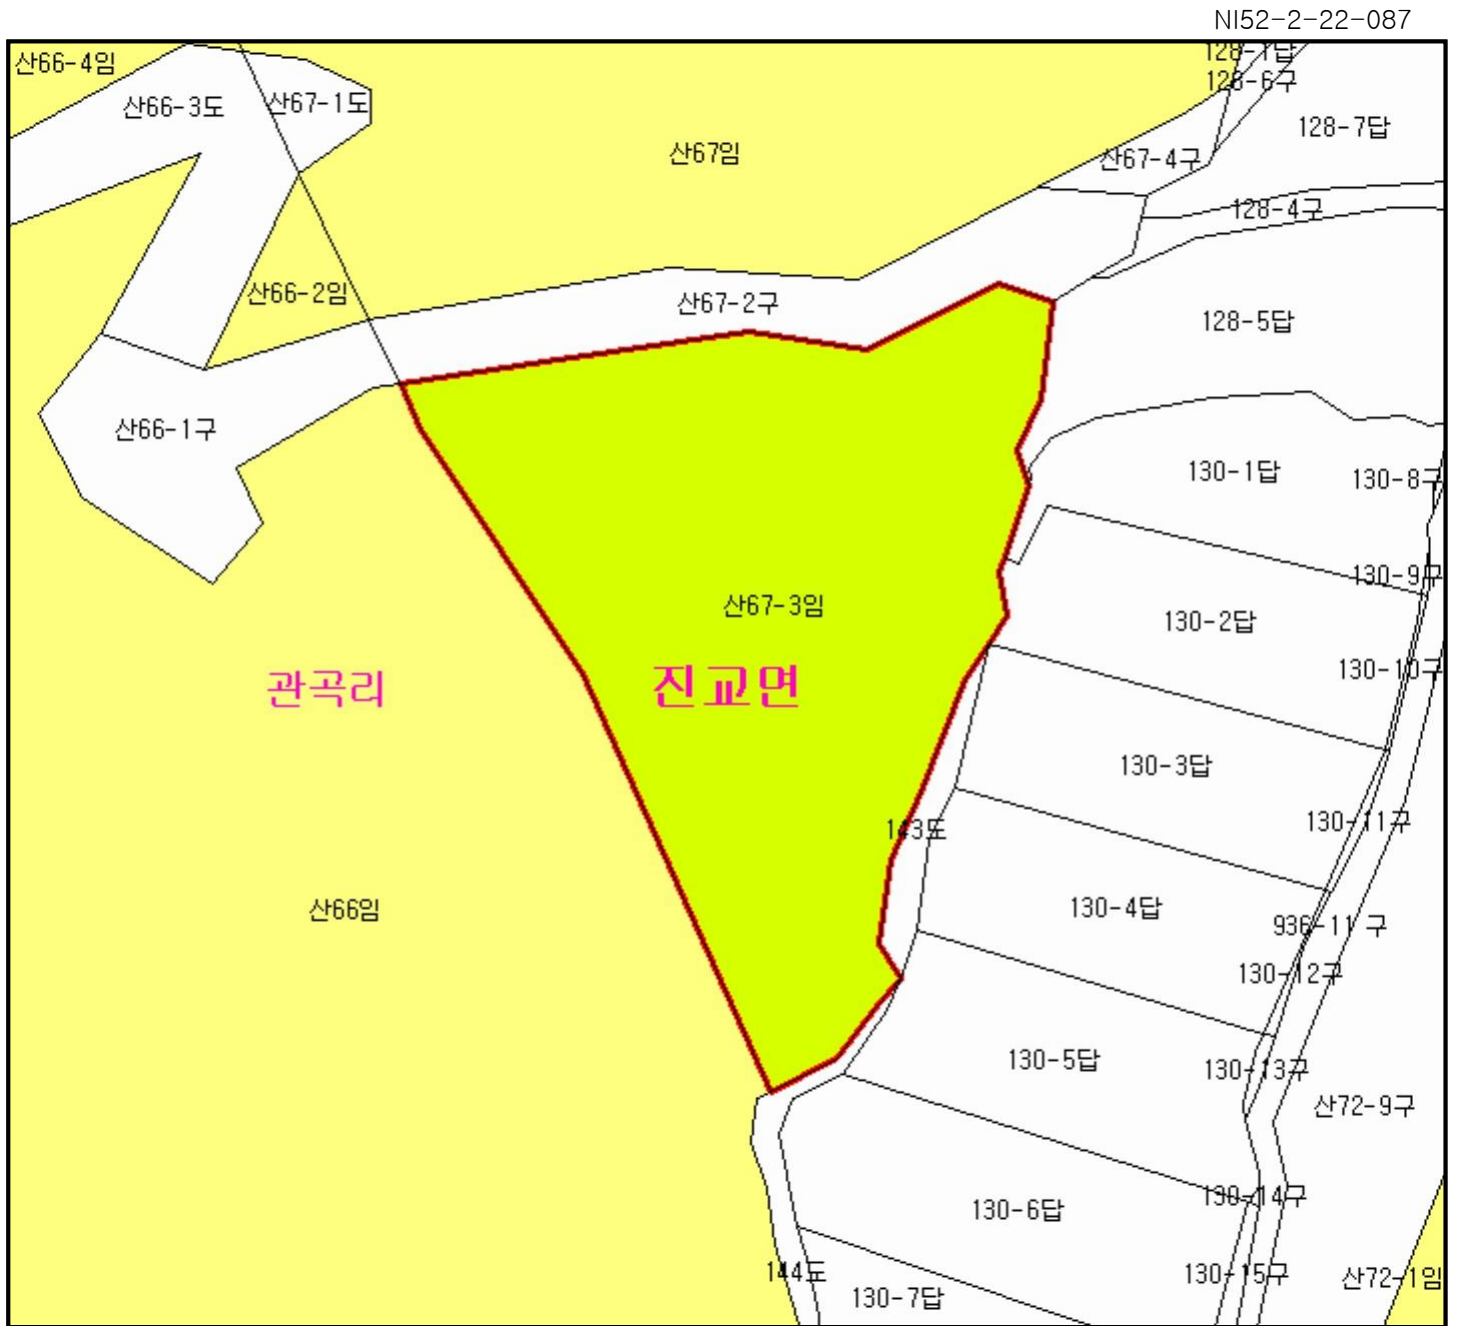 NI52-2-22-087
128-1답
산66-4임
128-6구
산66-3도
산67-1도
128-7답
산67임
산67-4구
128-4구
산66-2임
산67-2구
128-5답
산66-1구
130-1답
130-8구
130-9구
산67-3임
130-2답
130-10구
관곡리
진교면
130-3답
130-11구
143도
산66임
130-4답
936-11 구
130-12구
130-5답
130-13구
산72-9구
130-14구
130-6답
144도
130-15구
산72-1임
130-7답